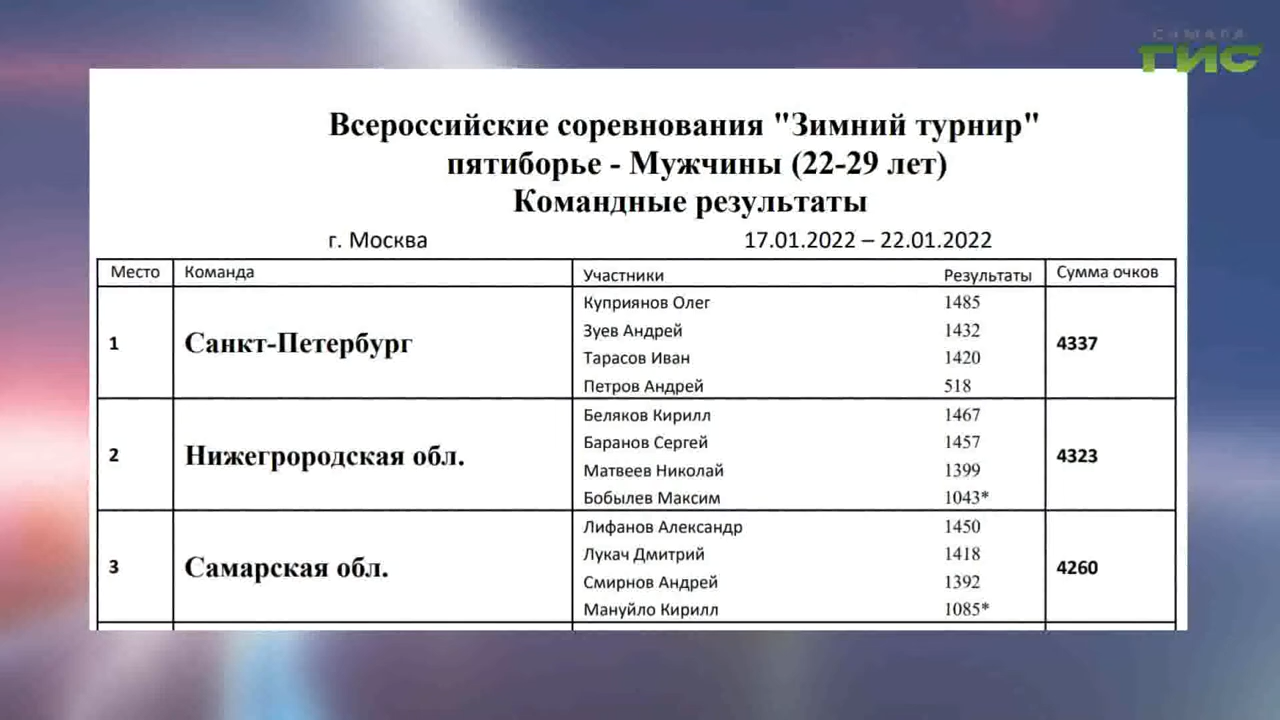 САМАРА
ГИС
Всероссийские соревнования "Зимний турнир"
пятиборье - Мужчины (22-29 лет)
Командные результаты
г. Москва 17.01.2022 – 22.01.2022
Место Команда Участники Результаты Сумма очков
1 Санкт-Петербург 4337
Куприянов Олег 1485
Зуев Андрей 1432
Тарасов Иван 1420
Петров Андрей 518
2 Нижегрородская обл. 4323
Беляков Кирилл 1467
Баранов Сергей 1457
Матвеев Николай 1399
Бобылев Максим 1043*
3 Самарская обл. 4260
Лифанов Александр 1450
Лукач Дмитрий 1418
Смирнов Андрей 1392
Мануйло Кирилл 1085*